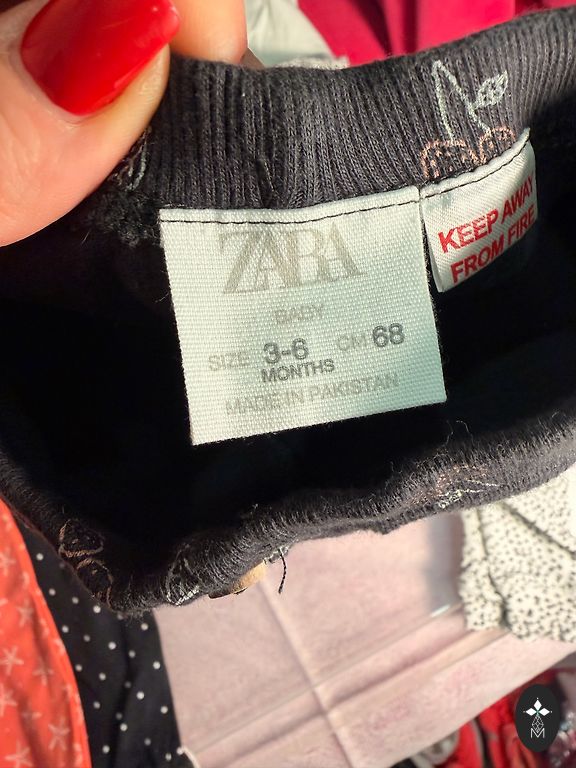 ZARA
BABY
SIZE 3-6 CM 68
MONTHS
MADE IN PAKISTAN
KEEP AWAY
FROM FIRE
M